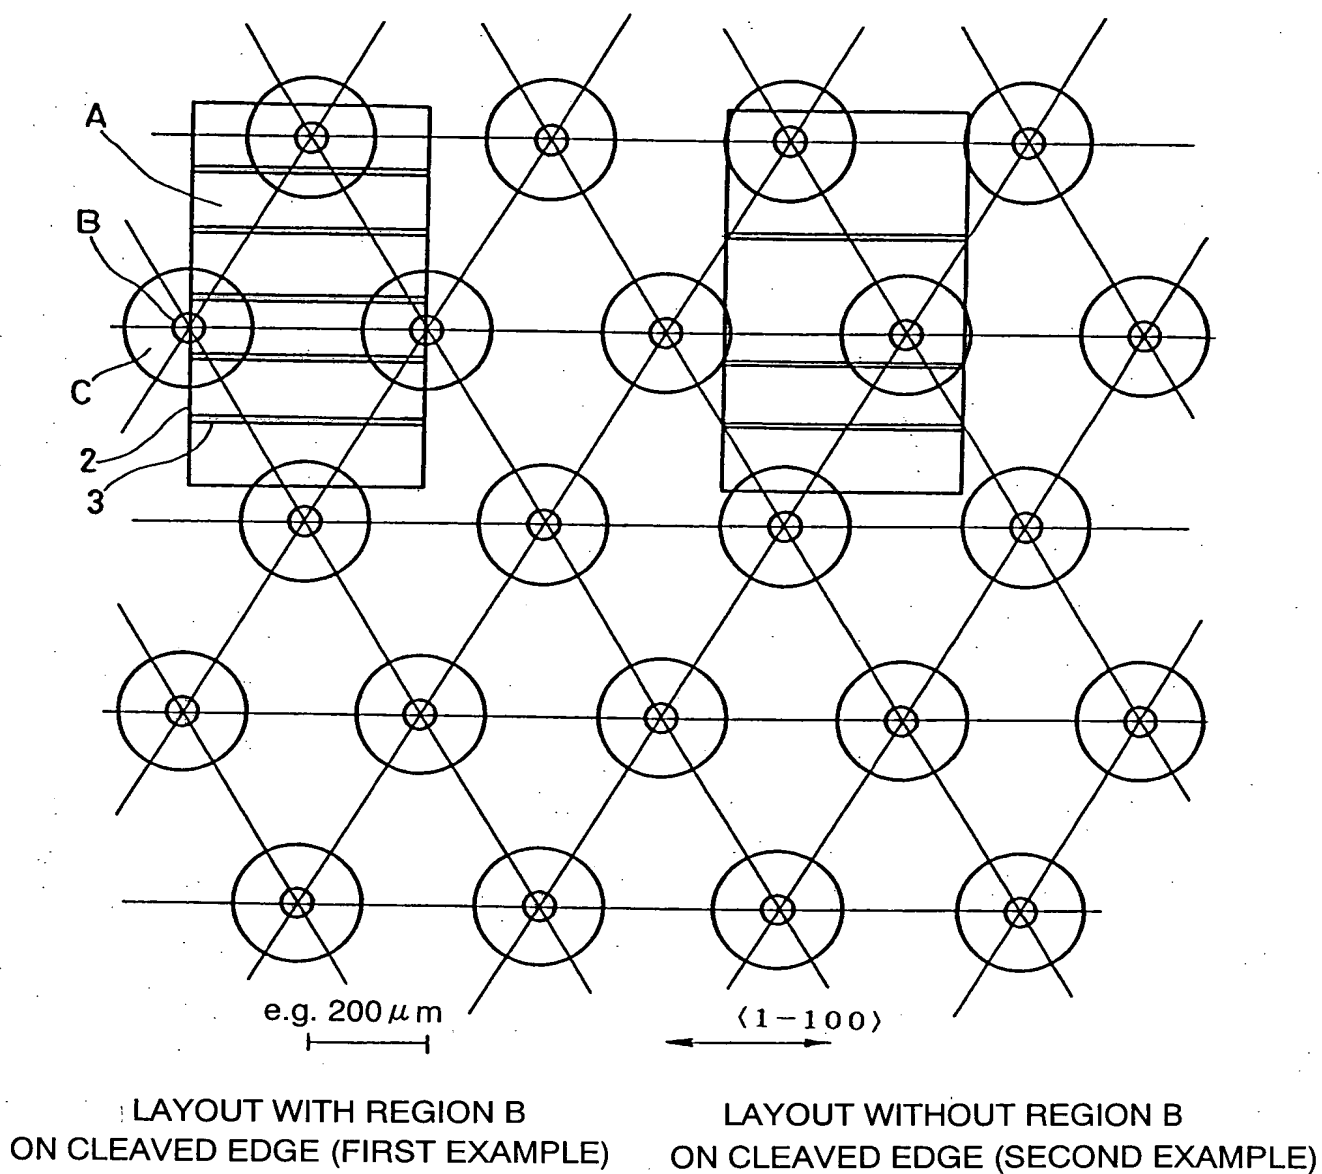 A
B
C
2
3
e.g. 200μm
⟨1-100⟩
LAYOUT WITH REGION B
ON CLEAVED EDGE (FIRST EXAMPLE)
LAYOUT WITHOUT REGION B
ON CLEAVED EDGE (SECOND EXAMPLE)